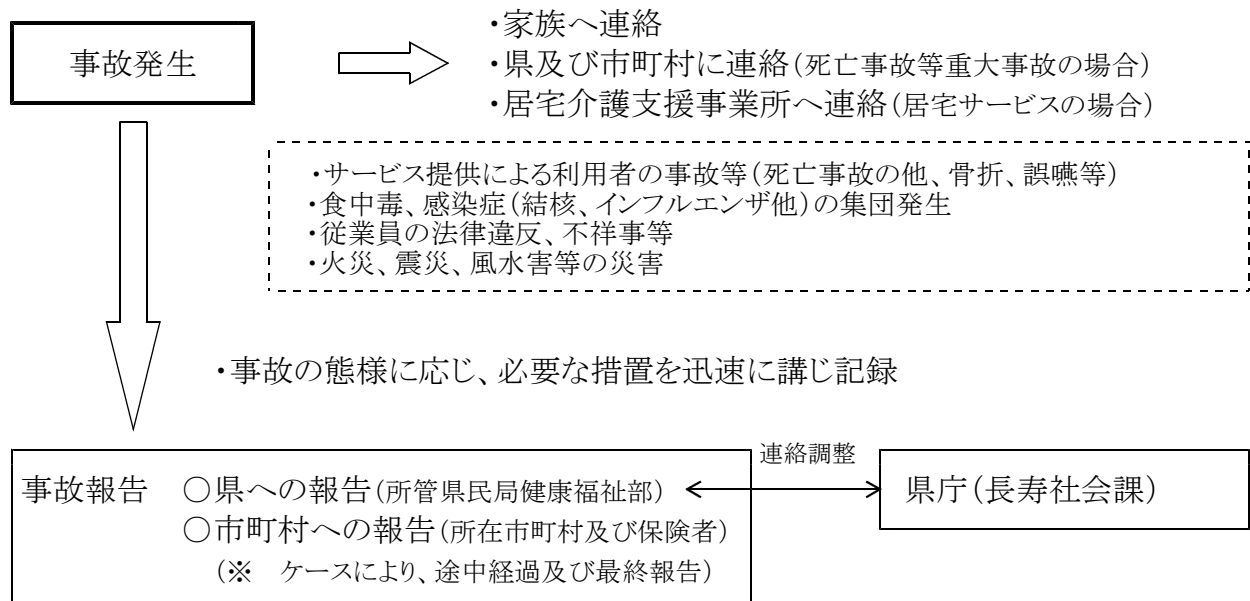 事故発生
・家族へ連絡
・県及び市町村に連絡(死亡事故等重大事故の場合)
・居宅介護支援事業所へ連絡(居宅サービスの場合)
・サービス提供による利用者の事故等(死亡事故の他、骨折、誤嚥等)
・食中毒、感染症(結核、インフルエンザ他)の集団発生
・従業員の法律違反、不祥事等
・火災、震災、風水害等の災害
・事故の態様に応じ、必要な措置を迅速に講じ記録
事故報告 ○県への報告(所管県民局健康福祉部)
○市町村への報告(所在市町村及び保険者)
(※ ケースにより、途中経過及び最終報告)
連絡調整
県庁(長寿社会課)